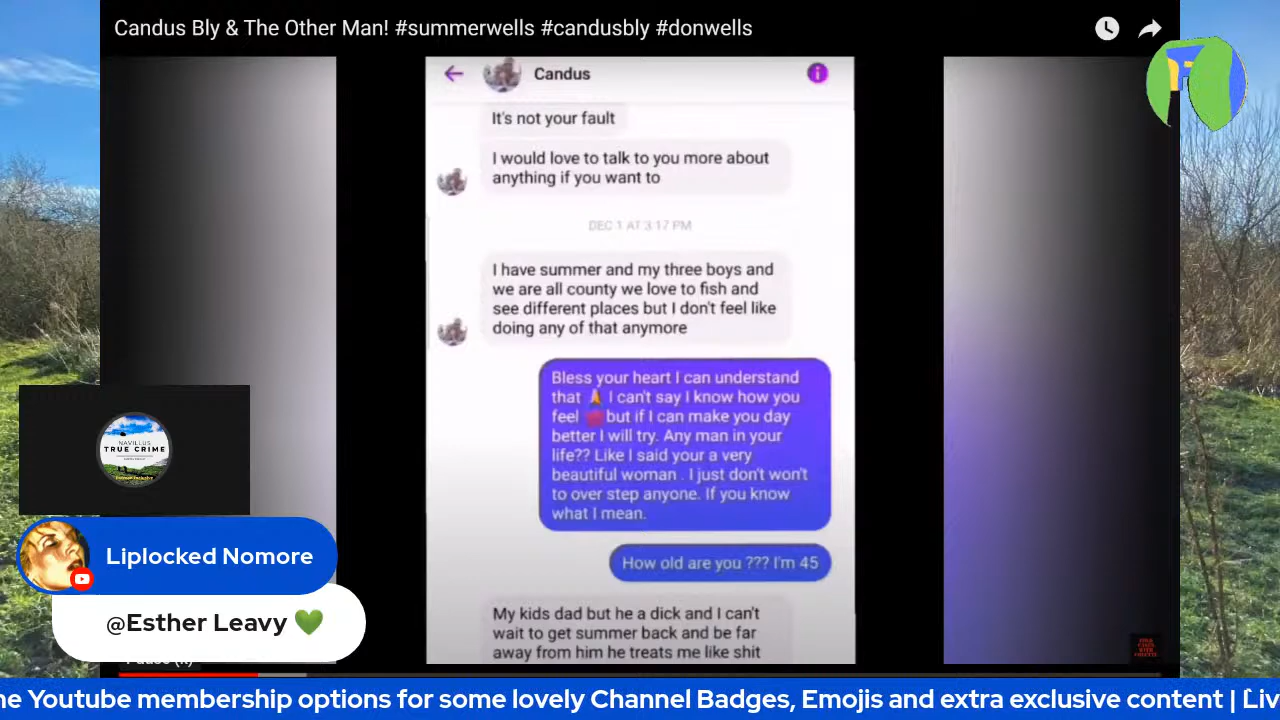 Candus Bly & The Other Man! #summerwells #candusbly #donwells
Candus
It's not your fault
I would love to talk to you more about
anything if you want to
DEC 1 AT 3:17 PM
I have summer and my three boys and
we are all county we love to fish and
see different places but I don't feel like
doing any of that anymore
Bless your heart I can understand
that 🙏 I can't say I know how you
feel but if I can make you day
better I will try. Any man in your
life?? Like I said your a very
beautiful woman . I just don't won't
to over step anyone. If you know
what I mean.
How old are you ??? I'm 45
My kids dad but he a dick and I can't
wait to get summer back and be far
away from him he treats me like shit
NAVILLUS
TRUE CRIME
Liplocked Nomore
@Esther Leavy 💚
he Youtube membership options for some lovely Channel Badges, Emojis and extra exclusive content | Liv